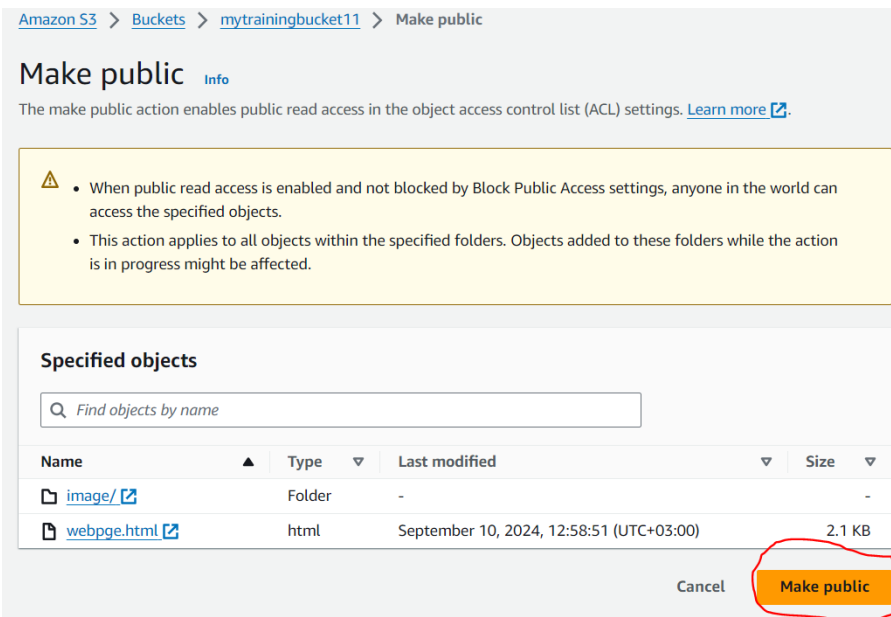 Amazon S3 > Buckets > mytrainingbucket11 > Make public
Make public Info
The make public action enables public read access in the object access control list (ACL) settings. Learn more.
• When public read access is enabled and not blocked by Block Public Access settings, anyone in the world can
access the specified objects.
• This action applies to all objects within the specified folders. Objects added to these folders while the action
is in progress might be affected.
Specified objects
Find objects by name
Name Type Last modified Size
image/ Folder - -
webpge.html html September 10, 2024, 12:58:51 (UTC+03:00) 2.1 KB
Cancel Make public